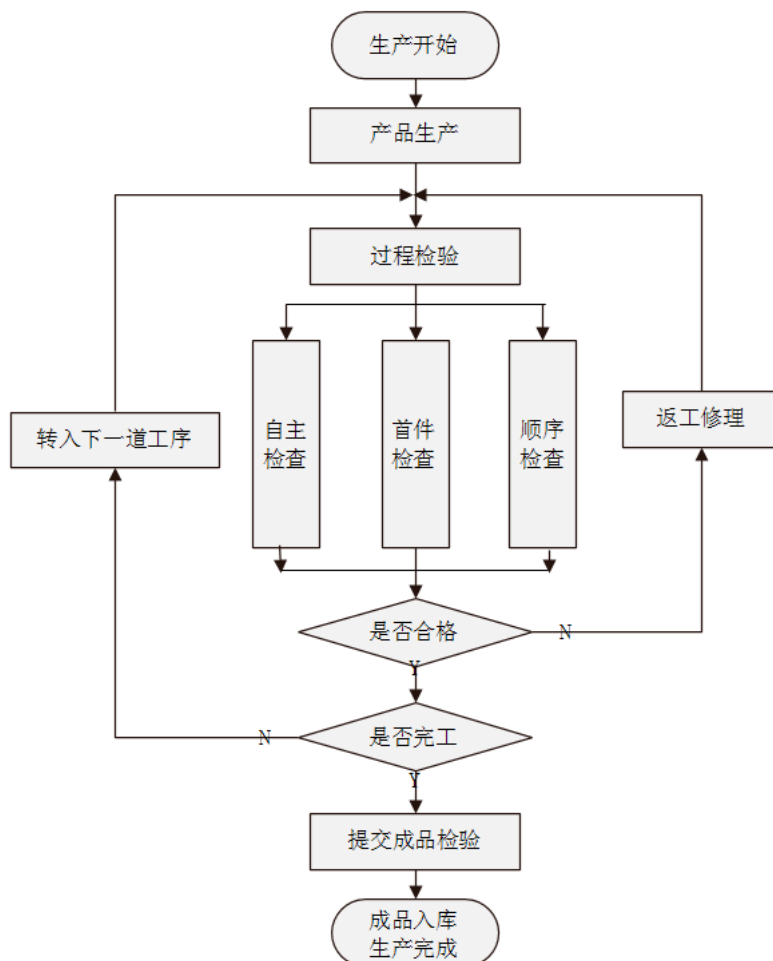 生产开始
产品生产
过程检验
自主
检查
首件
检查
顺序
检查
转入下一道工序
返工修理
是否合格
N
Y
是否完工
N
Y
提交成品检验
成品入库
生产完成